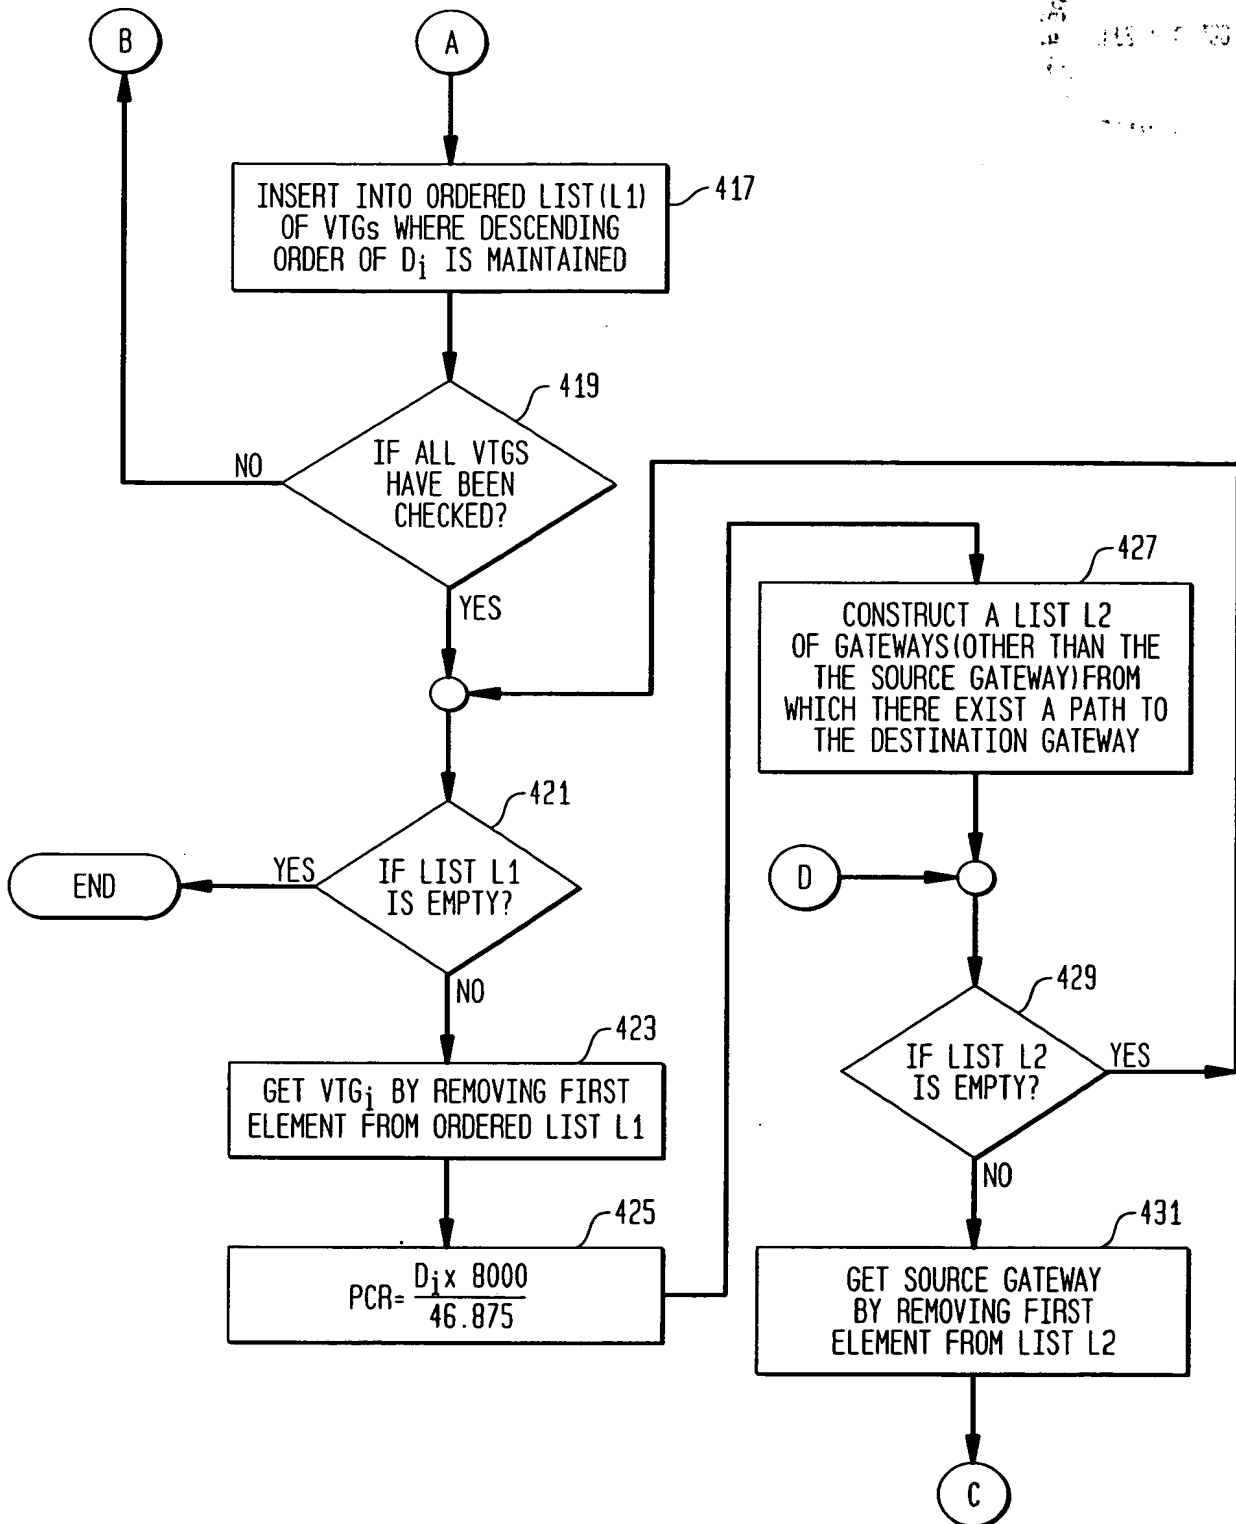 B
A
INSERT INTO ORDERED LIST(L1)
OF VTGs WHERE DESCENDING
ORDER OF Di IS MAINTAINED
417
419
IF ALL VTGS
HAVE BEEN
CHECKED?
NO
YES
421
IF LIST L1
IS EMPTY?
YES
END
NO
423
GET VTGi BY REMOVING FIRST
ELEMENT FROM ORDERED LIST L1
425
PCR= Di x 8000
46.875
427
CONSTRUCT A LIST L2
OF GATEWAYS(OTHER THAN THE
THE SOURCE GATEWAY)FROM
WHICH THERE EXIST A PATH TO
THE DESTINATION GATEWAY
D
429
IF LIST L2
IS EMPTY?
YES
NO
431
GET SOURCE GATEWAY
BY REMOVING FIRST
ELEMENT FROM LIST L2
C